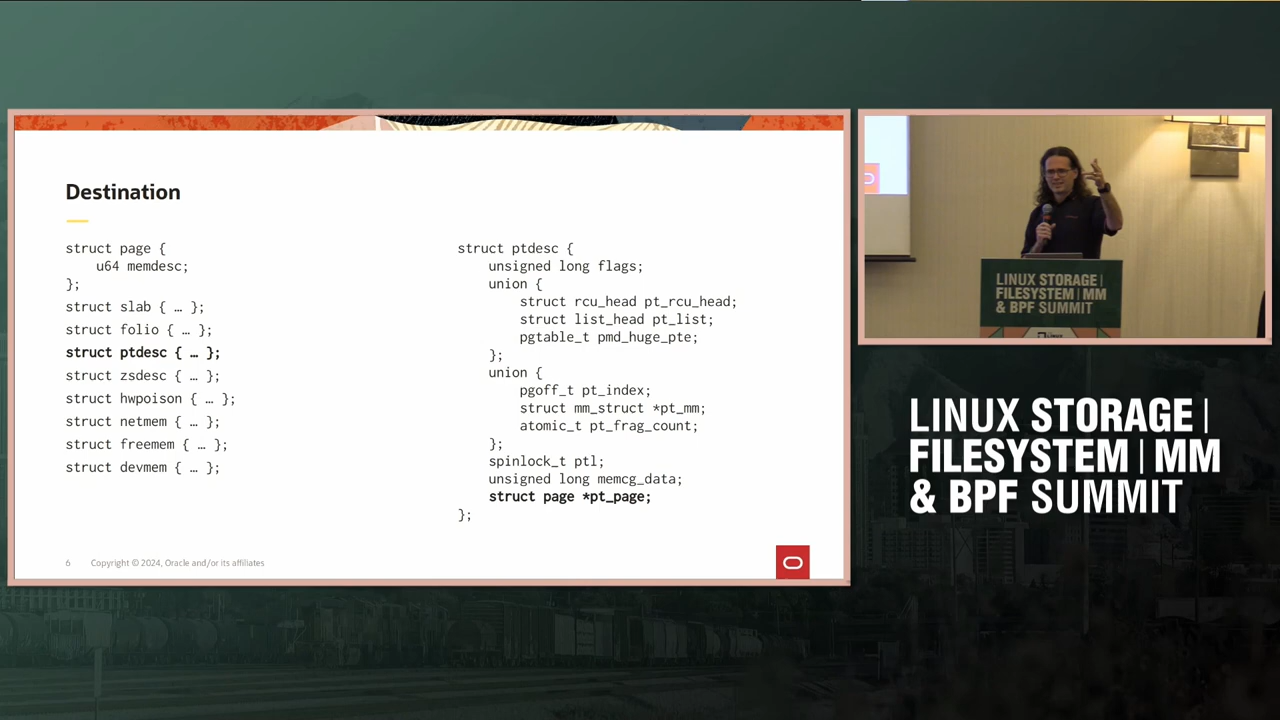 Destination
struct page {
    u64 memdesc;
};
struct slab { … };
struct folio { … };
struct ptdesc { … };
struct zsdesc { … };
struct hwpoison { … };
struct netmem { … };
struct freemem { … };
struct devmem { … };
struct ptdesc {
    unsigned long flags;
    union {
        struct rcu_head pt_rcu_head;
        struct list_head pt_list;
        pgtable_t pmd_huge_pte;
    };
    union {
        pgoff_t pt_index;
        struct mm_struct *pt_mm;
        atomic_t pt_frag_count;
    };
    spinlock_t ptl;
    unsigned long memcg_data;
    struct page *pt_page;
};
6 Copyright © 2024, Oracle and/or its affiliates
LINUX STORAGE |
FILESYSTEM | MM
& BPF SUMMIT
LINUX STORAGE |
FILESYSTEM | MM
& BPF SUMMIT